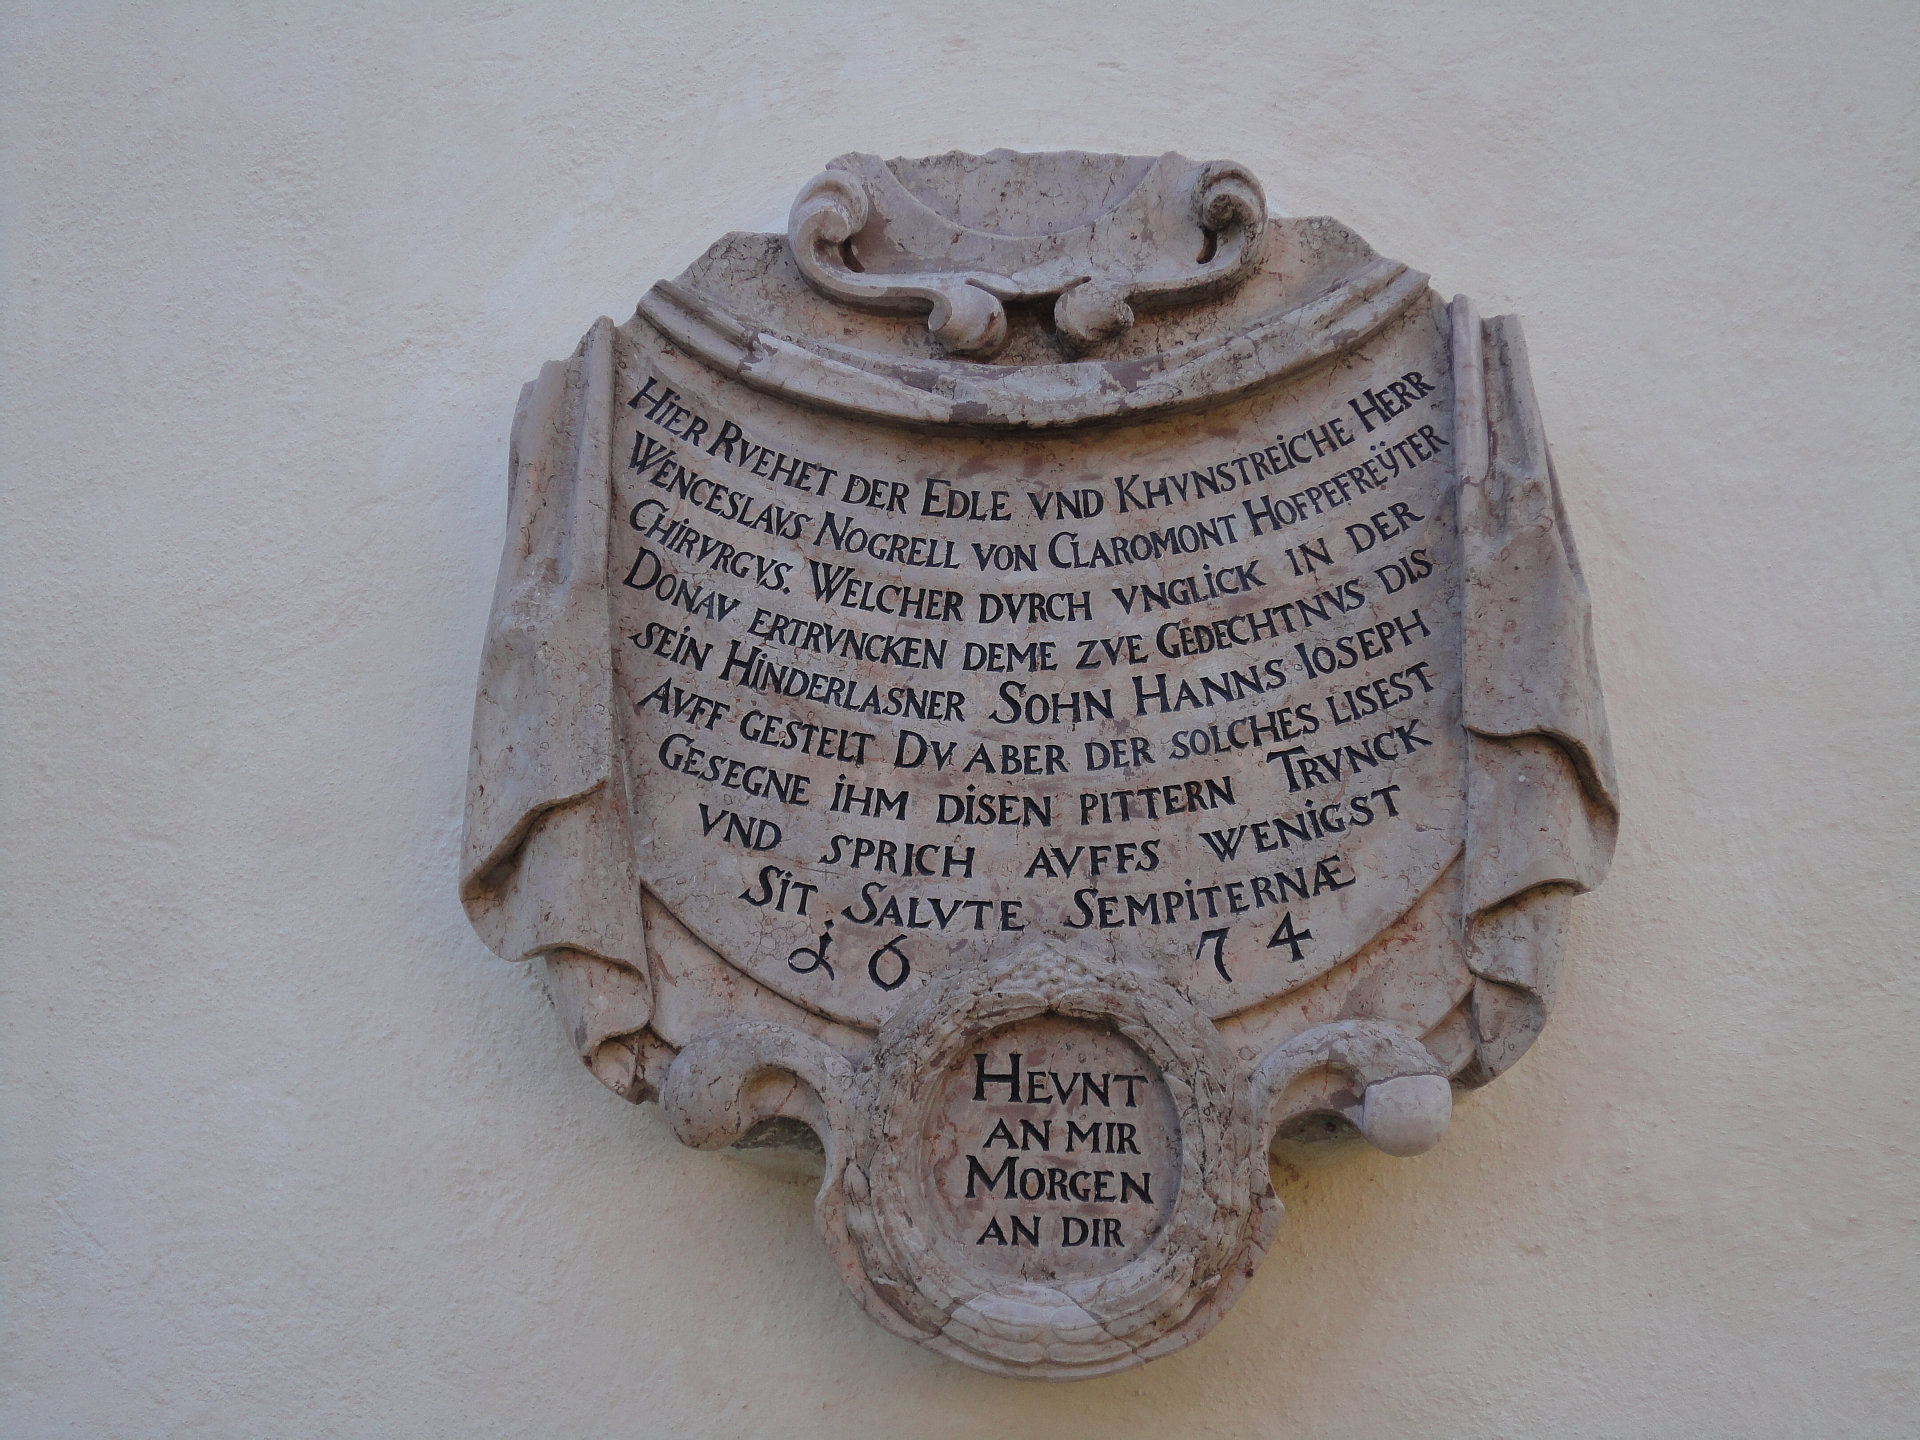 HIER RVEHET DER EDLE VND KHVNSTREICHE HERR
WENCESLAVS NOGRELL VON CLAROMONT HOFPEFREŸTER
CHIRVRGVS. WELCHER DVRCH VNGLICK IN DER
DONAV ERTRVNCKEN DEME ZVE GEDECHTNVS DIS
SEIN HINDERLASNER SOHN HANNS IOSEPH
AVFF GESTELT DV ABER DER SOLCHES LISEST
GESEGNE IHM DISEN PITTERN TRVNCK
VND SPRICH AVFFS WENIGST
SIT SALVTE SEMPITERNÆ
1674
HEVNT
AN MIR
MORGEN
AN DIR